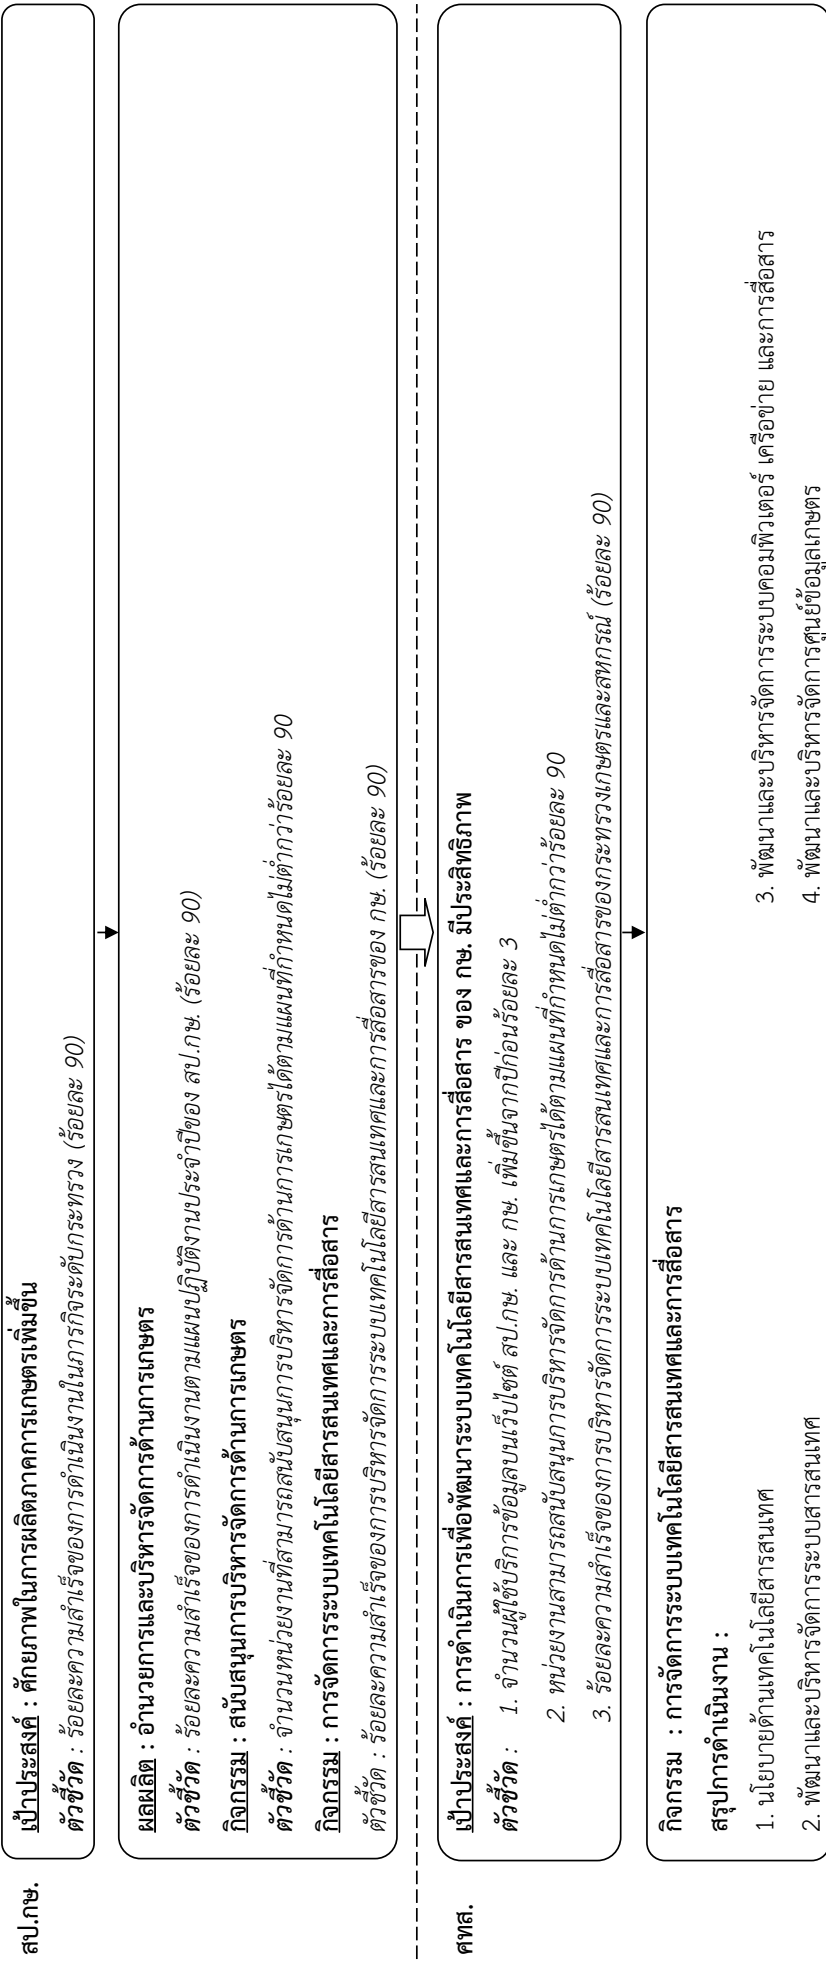 สป.กษ.
เป้าประสงค์ : ศักยภาพในการผลิตภาคการเกษตรเพิ่มขึ้น
ตัวชี้วัด : ร้อยละความสำเร็จของการดำเนินงานในภารกิจระดับกระทรวง (ร้อยละ 90)
ผลผลิต : อำนวยการและบริหารจัดการด้านการเกษตร
ตัวชี้วัด : ร้อยละความสำเร็จของการดำเนินงานตามแผนปฏิบัติงานประจำปีของ สป.กษ. (ร้อยละ 90)
กิจกรรม : สนับสนุนการบริหารจัดการด้านการเกษตร
ตัวชี้วัด : จำนวนหน่วยงานที่สามารถสนับสนุนการบริหารจัดการด้านการเกษตรได้ตามแผนที่กำหนดไม่ต่ำกว่าร้อยละ 90
กิจกรรม : การจัดการระบบเทคโนโลยีสารสนเทศและการสื่อสาร
ตัวชี้วัด : ร้อยละความสำเร็จของการบริหารจัดการระบบเทคโนโลยีสารสนเทศและการสื่อสารของ กษ. (ร้อยละ 90)
ศทส.
เป้าประสงค์ : การดำเนินการเพื่อพัฒนาระบบเทคโนโลยีสารสนเทศและการสื่อสาร ของ กษ. มีประสิทธิภาพ
ตัวชี้วัด : 1. จำนวนผู้ใช้บริการข้อมูลบนเว็บไซต์ สป.กษ. และ กษ. เพิ่มขึ้นจากปีก่อนร้อยละ 3
2. หน่วยงานสามารถสนับสนุนการบริหารจัดการด้านการเกษตรได้ตามแผนที่กำหนดไม่ต่ำกว่าร้อยละ 90
3. ร้อยละความสำเร็จของการบริหารจัดการระบบเทคโนโลยีสารสนเทศและการสื่อสารของกระทรวงเกษตรและสหกรณ์ (ร้อยละ 90)
กิจกรรม : การจัดการระบบเทคโนโลยีสารสนเทศและการสื่อสาร
สรุปการดำเนินงาน :
1. นโยบายด้านเทคโนโลยีสารสนเทศ
3. พัฒนาและบริหารจัดการระบบคอมพิวเตอร์ เครือข่าย และการสื่อสาร
2. พัฒนาและบริหารจัดการระบบสารสนเทศ
4. พัฒนาและบริหารจัดการศูนย์ข้อมูลเกษตร